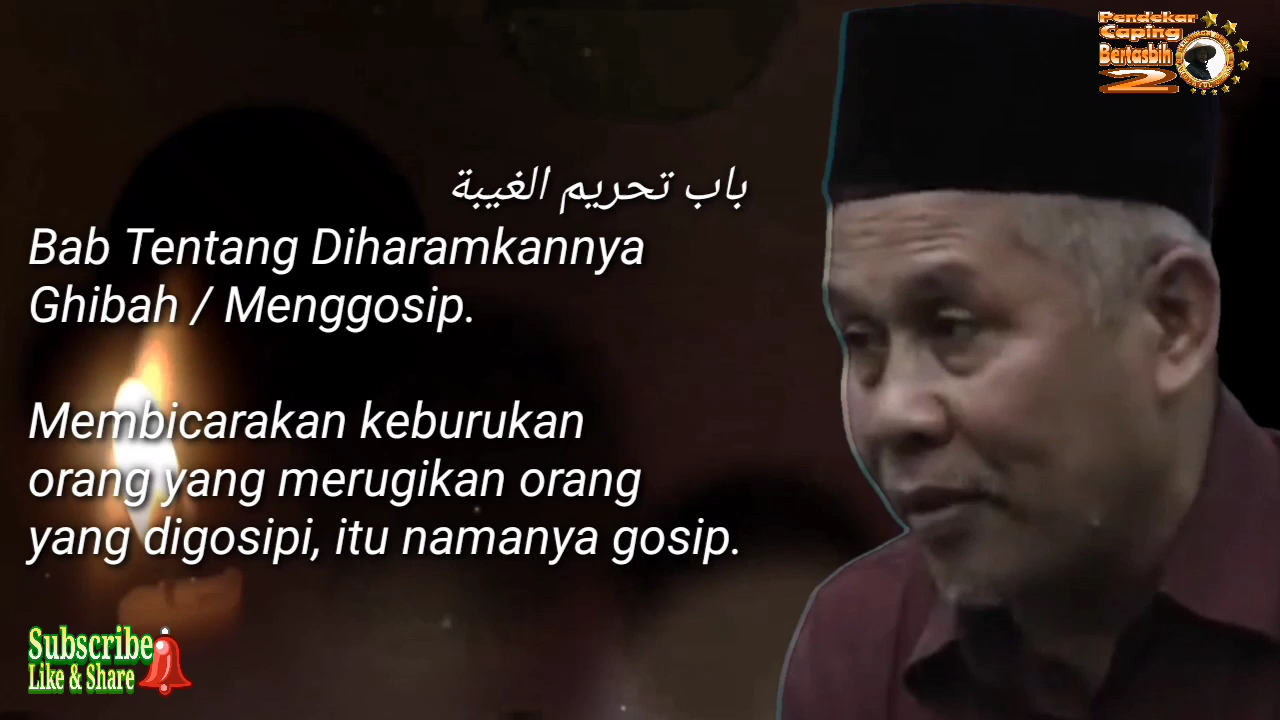 Pendekar
Caping
Bertasbih
2
باب تحريم الغيبة
Bab Tentang Diharamkannya
Ghibah / Menggosip.
Membicarakan keburukan
orang yang merugikan orang
yang digosipi, itu namanya gosip.
Subscribe
Like & Share